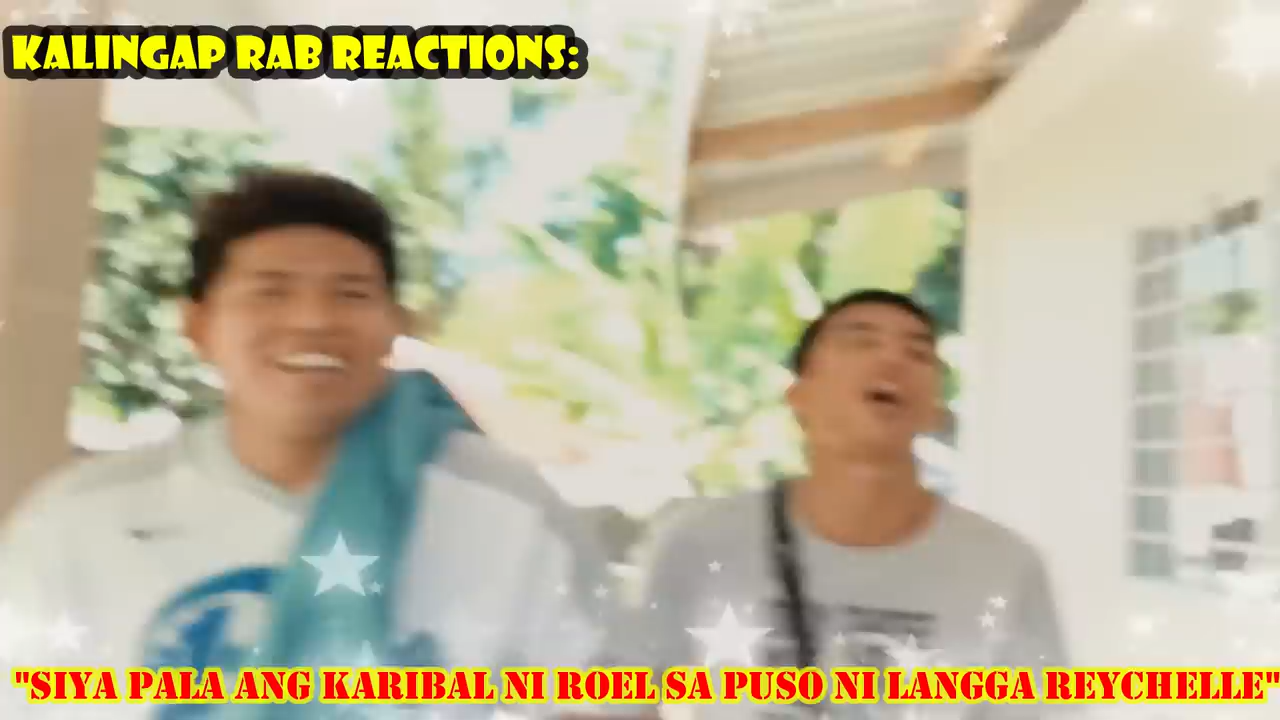 KALINGAP RAB REACTIONS:
"SIYA PALA ANG KARIBAL NI ROEL SA PUSO NI LANGGA REYCHELLE"